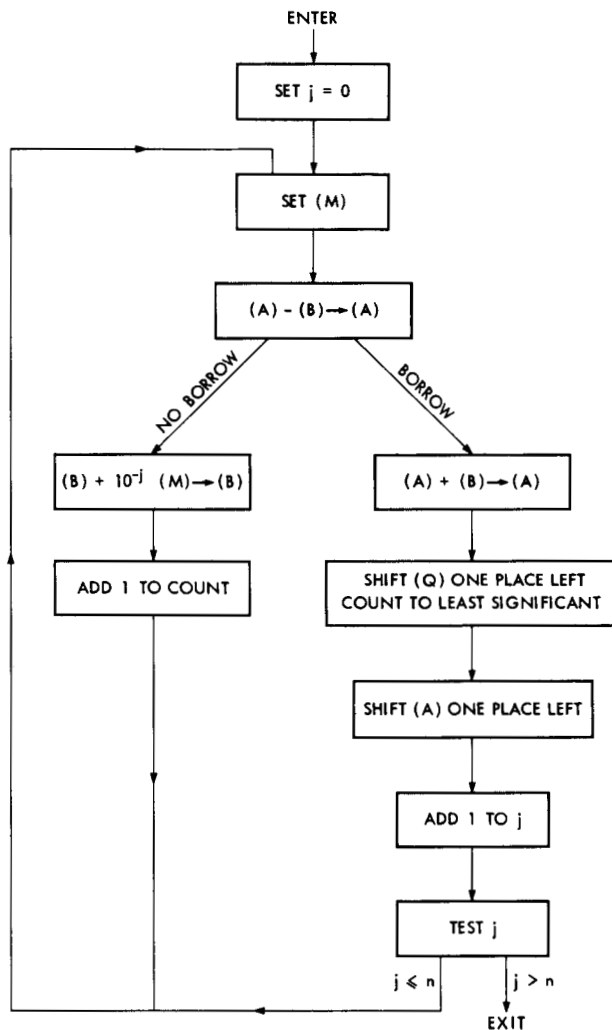 ENTER
SET j = 0
SET (M)
(A) – (B)→(A)
NO BORROW
BORROW
(B) + 10⁻ʲ (M)→(B)
(A) + (B)→(A)
ADD 1 TO COUNT
SHIFT (Q) ONE PLACE LEFT
COUNT TO LEAST SIGNIFICANT
SHIFT (A) ONE PLACE LEFT
ADD 1 TO j
TEST j
j ⩽ n
j > n
EXIT